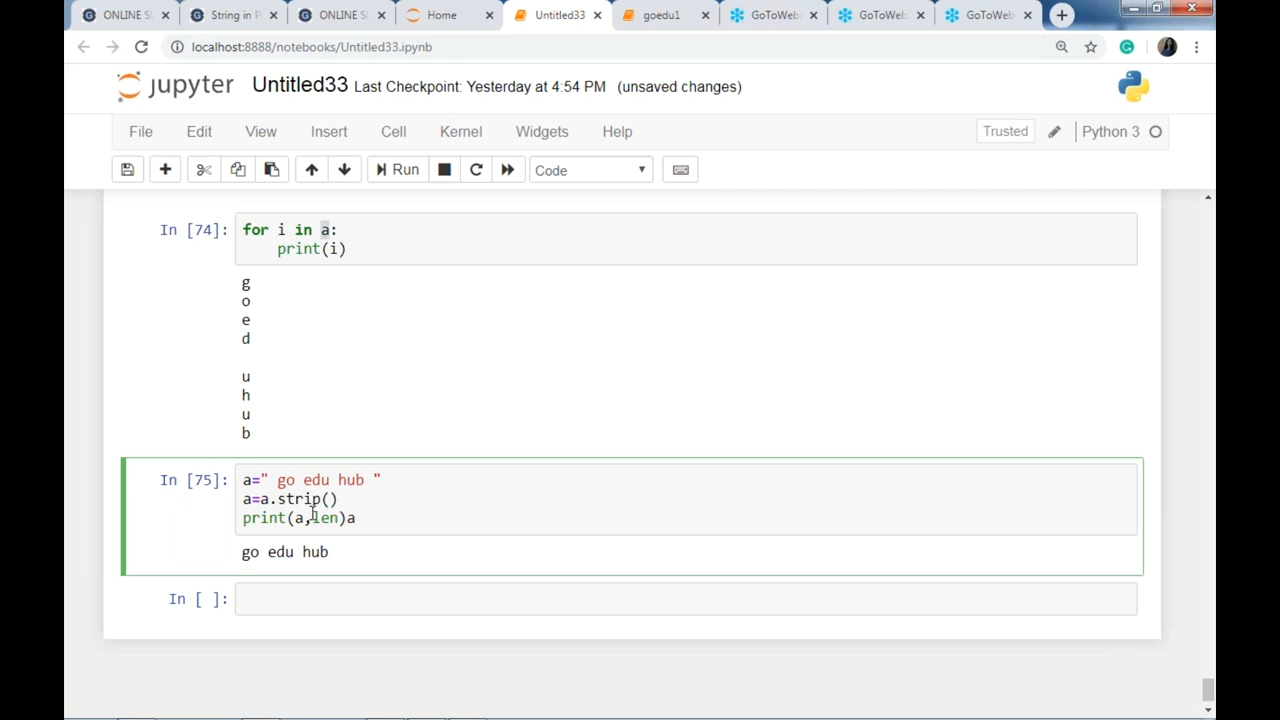 ONLINE SU
String in P
ONLINE SU
Home
Untitled33
goedu1
GoToWeb
GoToWeb
GoToWeb
localhost:8888/notebooks/Untitled33.ipynb
jupyter Untitled33 Last Checkpoint: Yesterday at 4:54 PM (unsaved changes)
File Edit View Insert Cell Kernel Widgets Help Trusted Python 3
Run Code
In [74]: for i in a:
print(i)
g
o
e
d
u
h
u
b
In [75]: a=" go edu hub "
a=a.strip()
print(a,len)a
go edu hub
In [ ]: